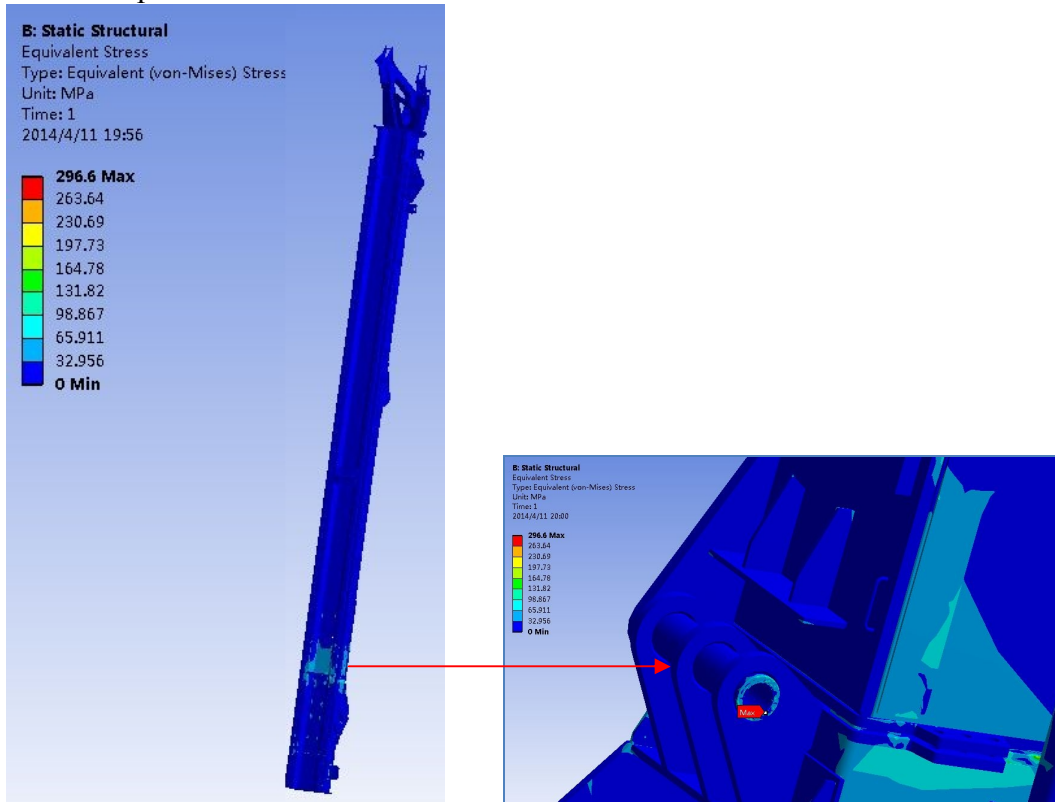 B: Static Structural
Equivalent Stress
Type: Equivalent (von-Mises) Stress
Unit: MPa
Time: 1
2014/4/11 19:56
296.6 Max
263.64
230.69
197.73
164.78
131.82
98.867
65.911
32.956
0 Min
B: Static Structural
Equivalent Stress
Type: Equivalent (von-Mises) Stress
Unit: MPa
Time: 1
2014/4/11 20:00
296.6 Max
263.64
230.69
197.73
164.78
131.82
98.867
65.911
32.956
0 Min
Max